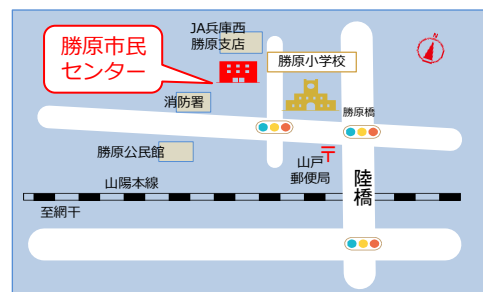 JA兵庫西
勝原支店
勝原市民
センター
勝原小学校
消防署
勝原橋
勝原公民館
山戸
郵便局
〒
陸橋
山陽本線
至網干